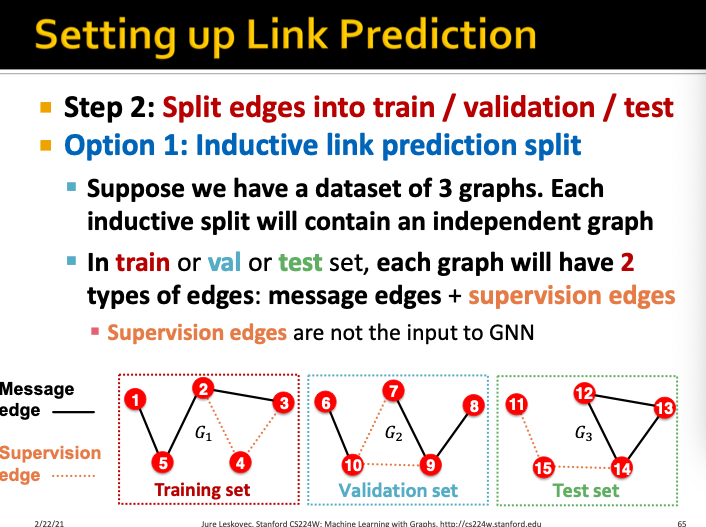 Setting up Link Prediction
Step 2: Split edges into train / validation / test
Option 1: Inductive link prediction split
Suppose we have a dataset of 3 graphs. Each
inductive split will contain an independent graph
In train or val or test set, each graph will have 2
types of edges: message edges + supervision edges
Supervision edges are not the input to GNN
Message
edge
Supervision
edge
1
2
3
G₁
5
4
Training set
6
7
8
G₂
10
9
Validation set
11
12
13
G₃
15
14
Test set
2/22/21
Jure Leskovec, Stanford CS224W: Machine Learning with Graphs, http://cs224w.stanford.edu
65